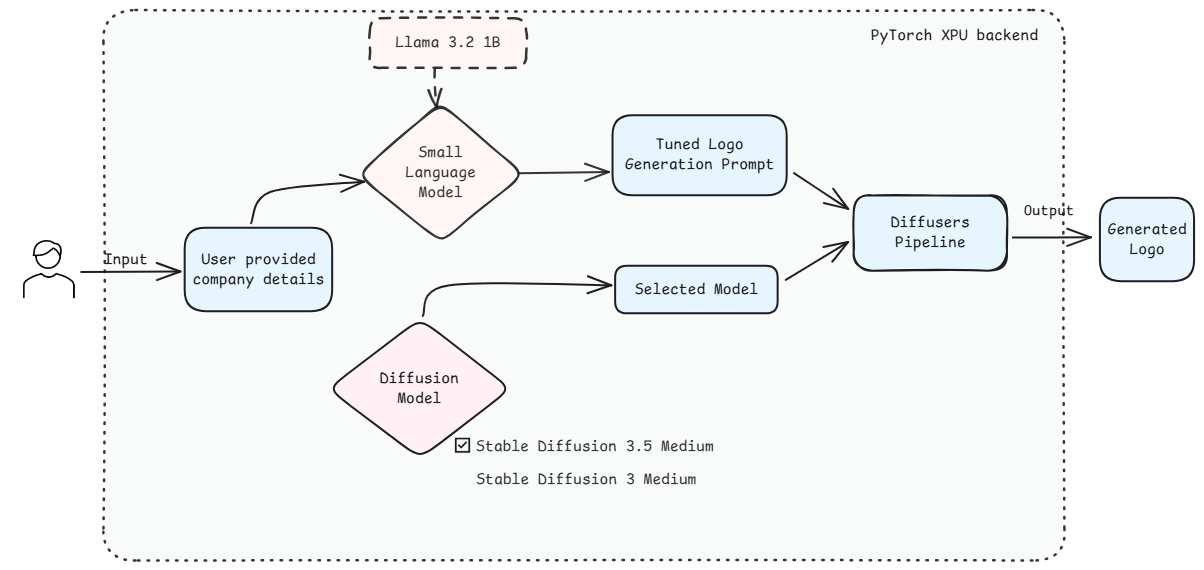 Llama 3.2 1B
PyTorch XPU backend
Small
Language
Model
Tuned Logo
Generation Prompt
Input
User provided
company details
Diffusers
Pipeline
Output
Generated
Logo
Selected Model
Diffusion
Model
Stable Diffusion 3.5 Medium
Stable Diffusion 3 Medium